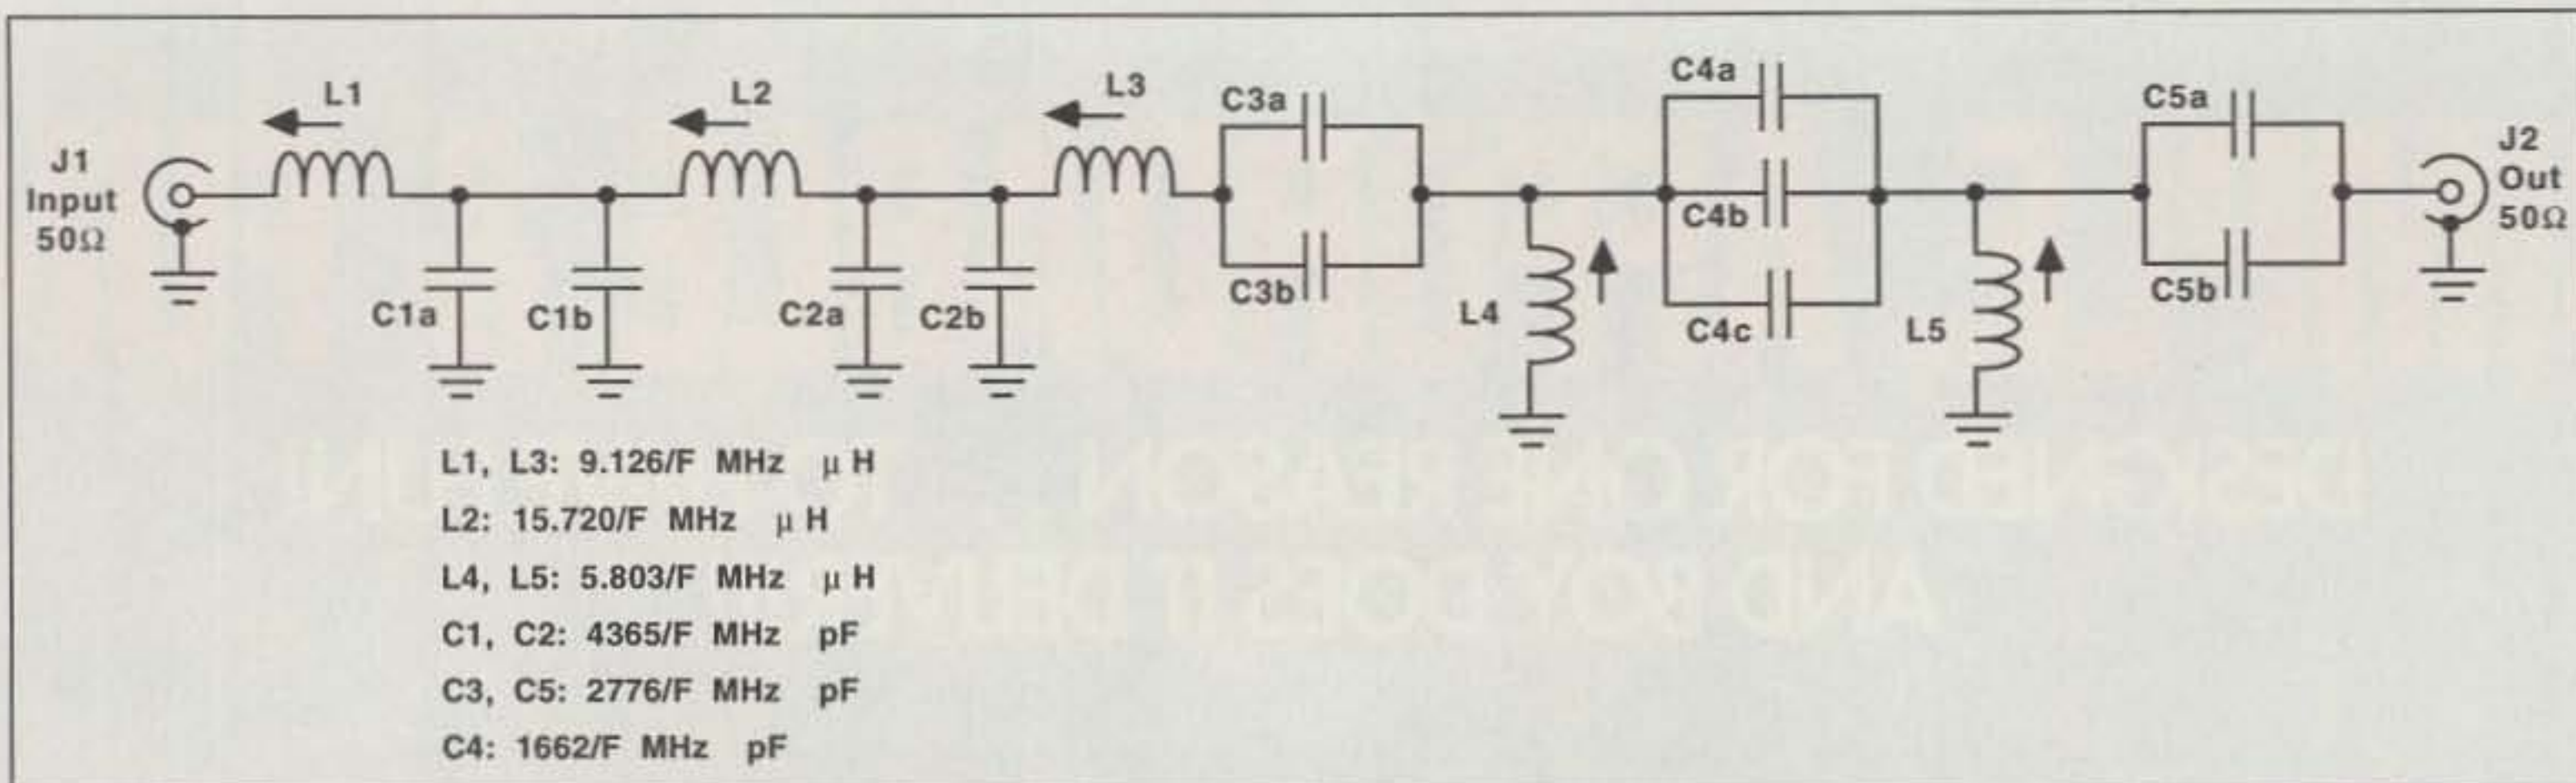 L1
L2
L3
C3a
C4a
C5a
J1
Input
50Ω
J2
Out
50Ω
C4b
C1a
C1b
C2a
C2b
C3b
L4
C4c
L5
C5b
L1, L3: 9.126/F MHz μH
L2: 15.720/F MHz μH
L4, L5: 5.803/F MHz μH
C1, C2: 4365/F MHz pF
C3, C5: 2776/F MHz pF
C4: 1662/F MHz pF